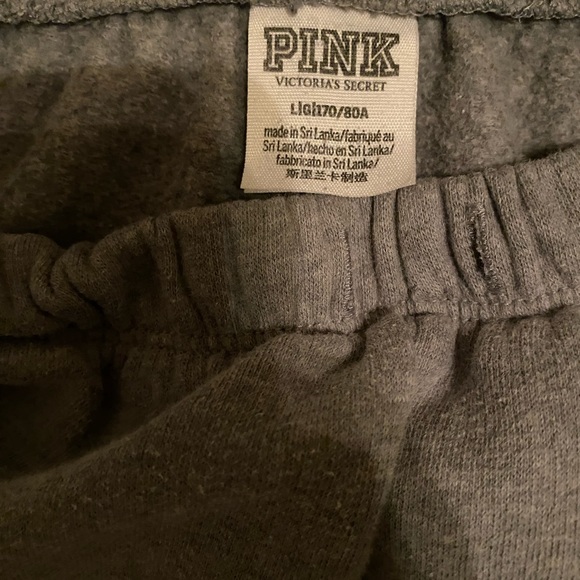 PINK
VICTORIA'S SECRET
L|G|170/80A
made in Sri Lanka/fabriqué au
Sri Lanka/hecho en Sri Lanka/
fabbricato in Sri Lanka/
斯里兰卡制造